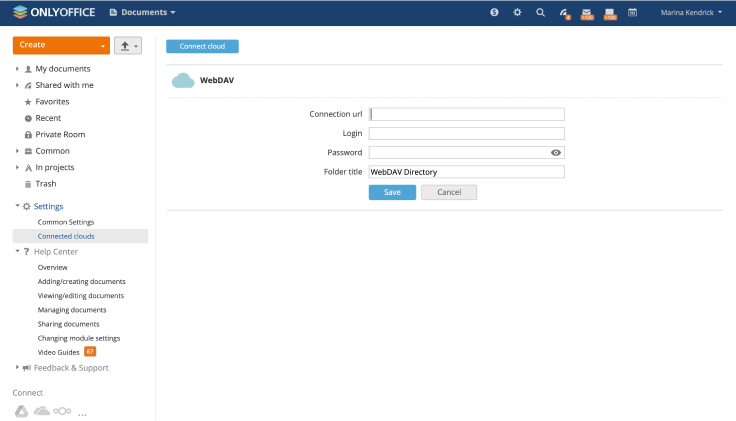 ONLYOFFICE
Documents
Marina Kendrick
Create
My documents
Shared with me
Favorites
Recent
Private Room
Common
In projects
Trash
Settings
Common Settings
Connected clouds
? Help Center
Overview
Adding/creating documents
Viewing/editing documents
Managing documents
Sharing documents
Changing module settings
Video Guides 67
Feedback & Support
Connect
...
Connect cloud
WebDAV
Connection url
Login
Password
Folder title WebDAV Directory
Save Cancel